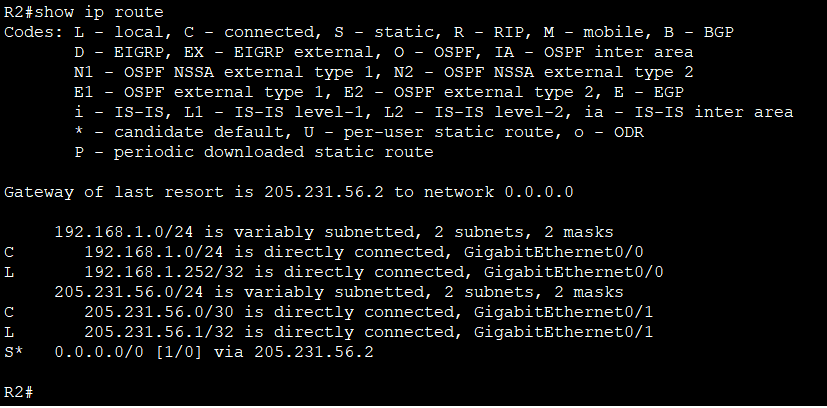 R2#show ip route
Codes: L - local, C - connected, S - static, R - RIP, M - mobile, B - BGP
       D - EIGRP, EX - EIGRP external, O - OSPF, IA - OSPF inter area
       N1 - OSPF NSSA external type 1, N2 - OSPF NSSA external type 2
       E1 - OSPF external type 1, E2 - OSPF external type 2, E - EGP
       i - IS-IS, L1 - IS-IS level-1, L2 - IS-IS level-2, ia - IS-IS inter area
       * - candidate default, U - per-user static route, o - ODR
       P - periodic downloaded static route

Gateway of last resort is 205.231.56.2 to network 0.0.0.0

     192.168.1.0/24 is variably subnetted, 2 subnets, 2 masks
C       192.168.1.0/24 is directly connected, GigabitEthernet0/0
L       192.168.1.252/32 is directly connected, GigabitEthernet0/0
     205.231.56.0/24 is variably subnetted, 2 subnets, 2 masks
C       205.231.56.0/30 is directly connected, GigabitEthernet0/1
L       205.231.56.1/32 is directly connected, GigabitEthernet0/1
S*   0.0.0.0/0 [1/0] via 205.231.56.2

R2#